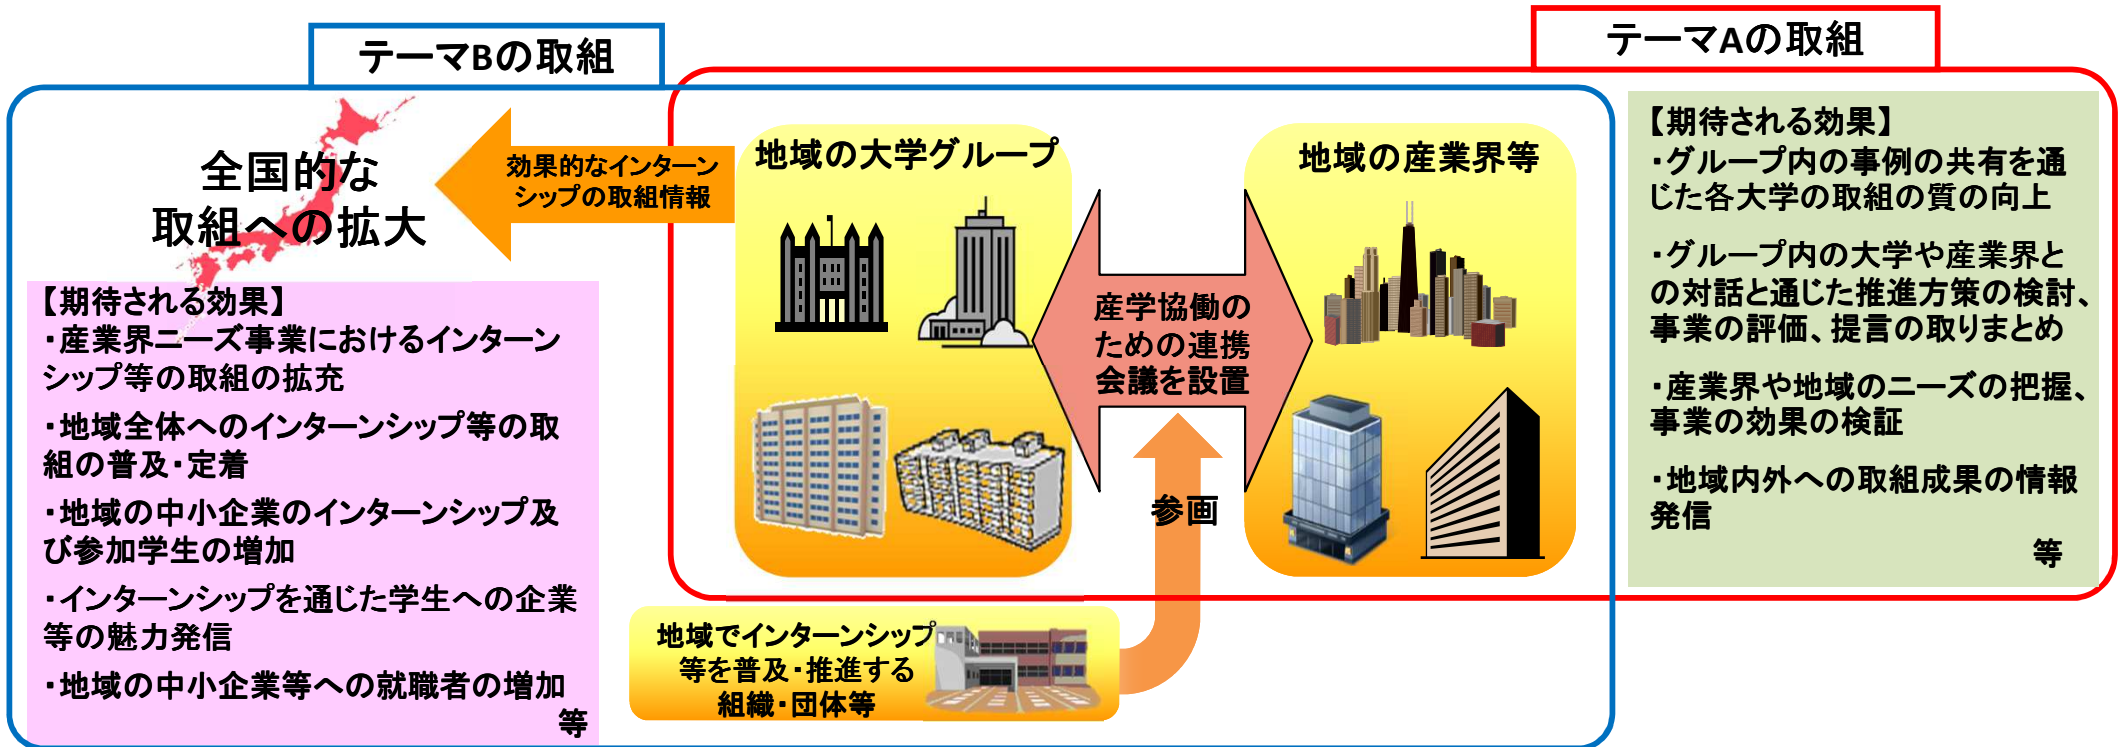 テーマBの取組
テーマAの取組
全国的な
取組への拡大
効果的なインターン
シップの取組情報
【期待される効果】
・産業界ニーズ事業におけるインターン
シップ等の取組の拡充
・地域全体へのインターンシップ等の取
組の普及・定着
・地域の中小企業のインターンシップ及
び参加学生の増加
・インターンシップを通じた学生への企業
等の魅力発信
・地域の中小企業等への就職者の増加
等
地域の大学グループ
産学協働の
ための連携
会議を設置
地域の産業界等
参画
地域でインターンシップ
等を普及・推進する
組織・団体等
【期待される効果】
・グループ内の事例の共有を通
じた各大学の取組の質の向上
・グループ内の大学や産業界と
の対話と通じた推進方策の検討、
事業の評価、提言の取りまとめ
・産業界や地域のニーズの把握、
事業の効果の検証
・地域内外への取組成果の情報
発信
等